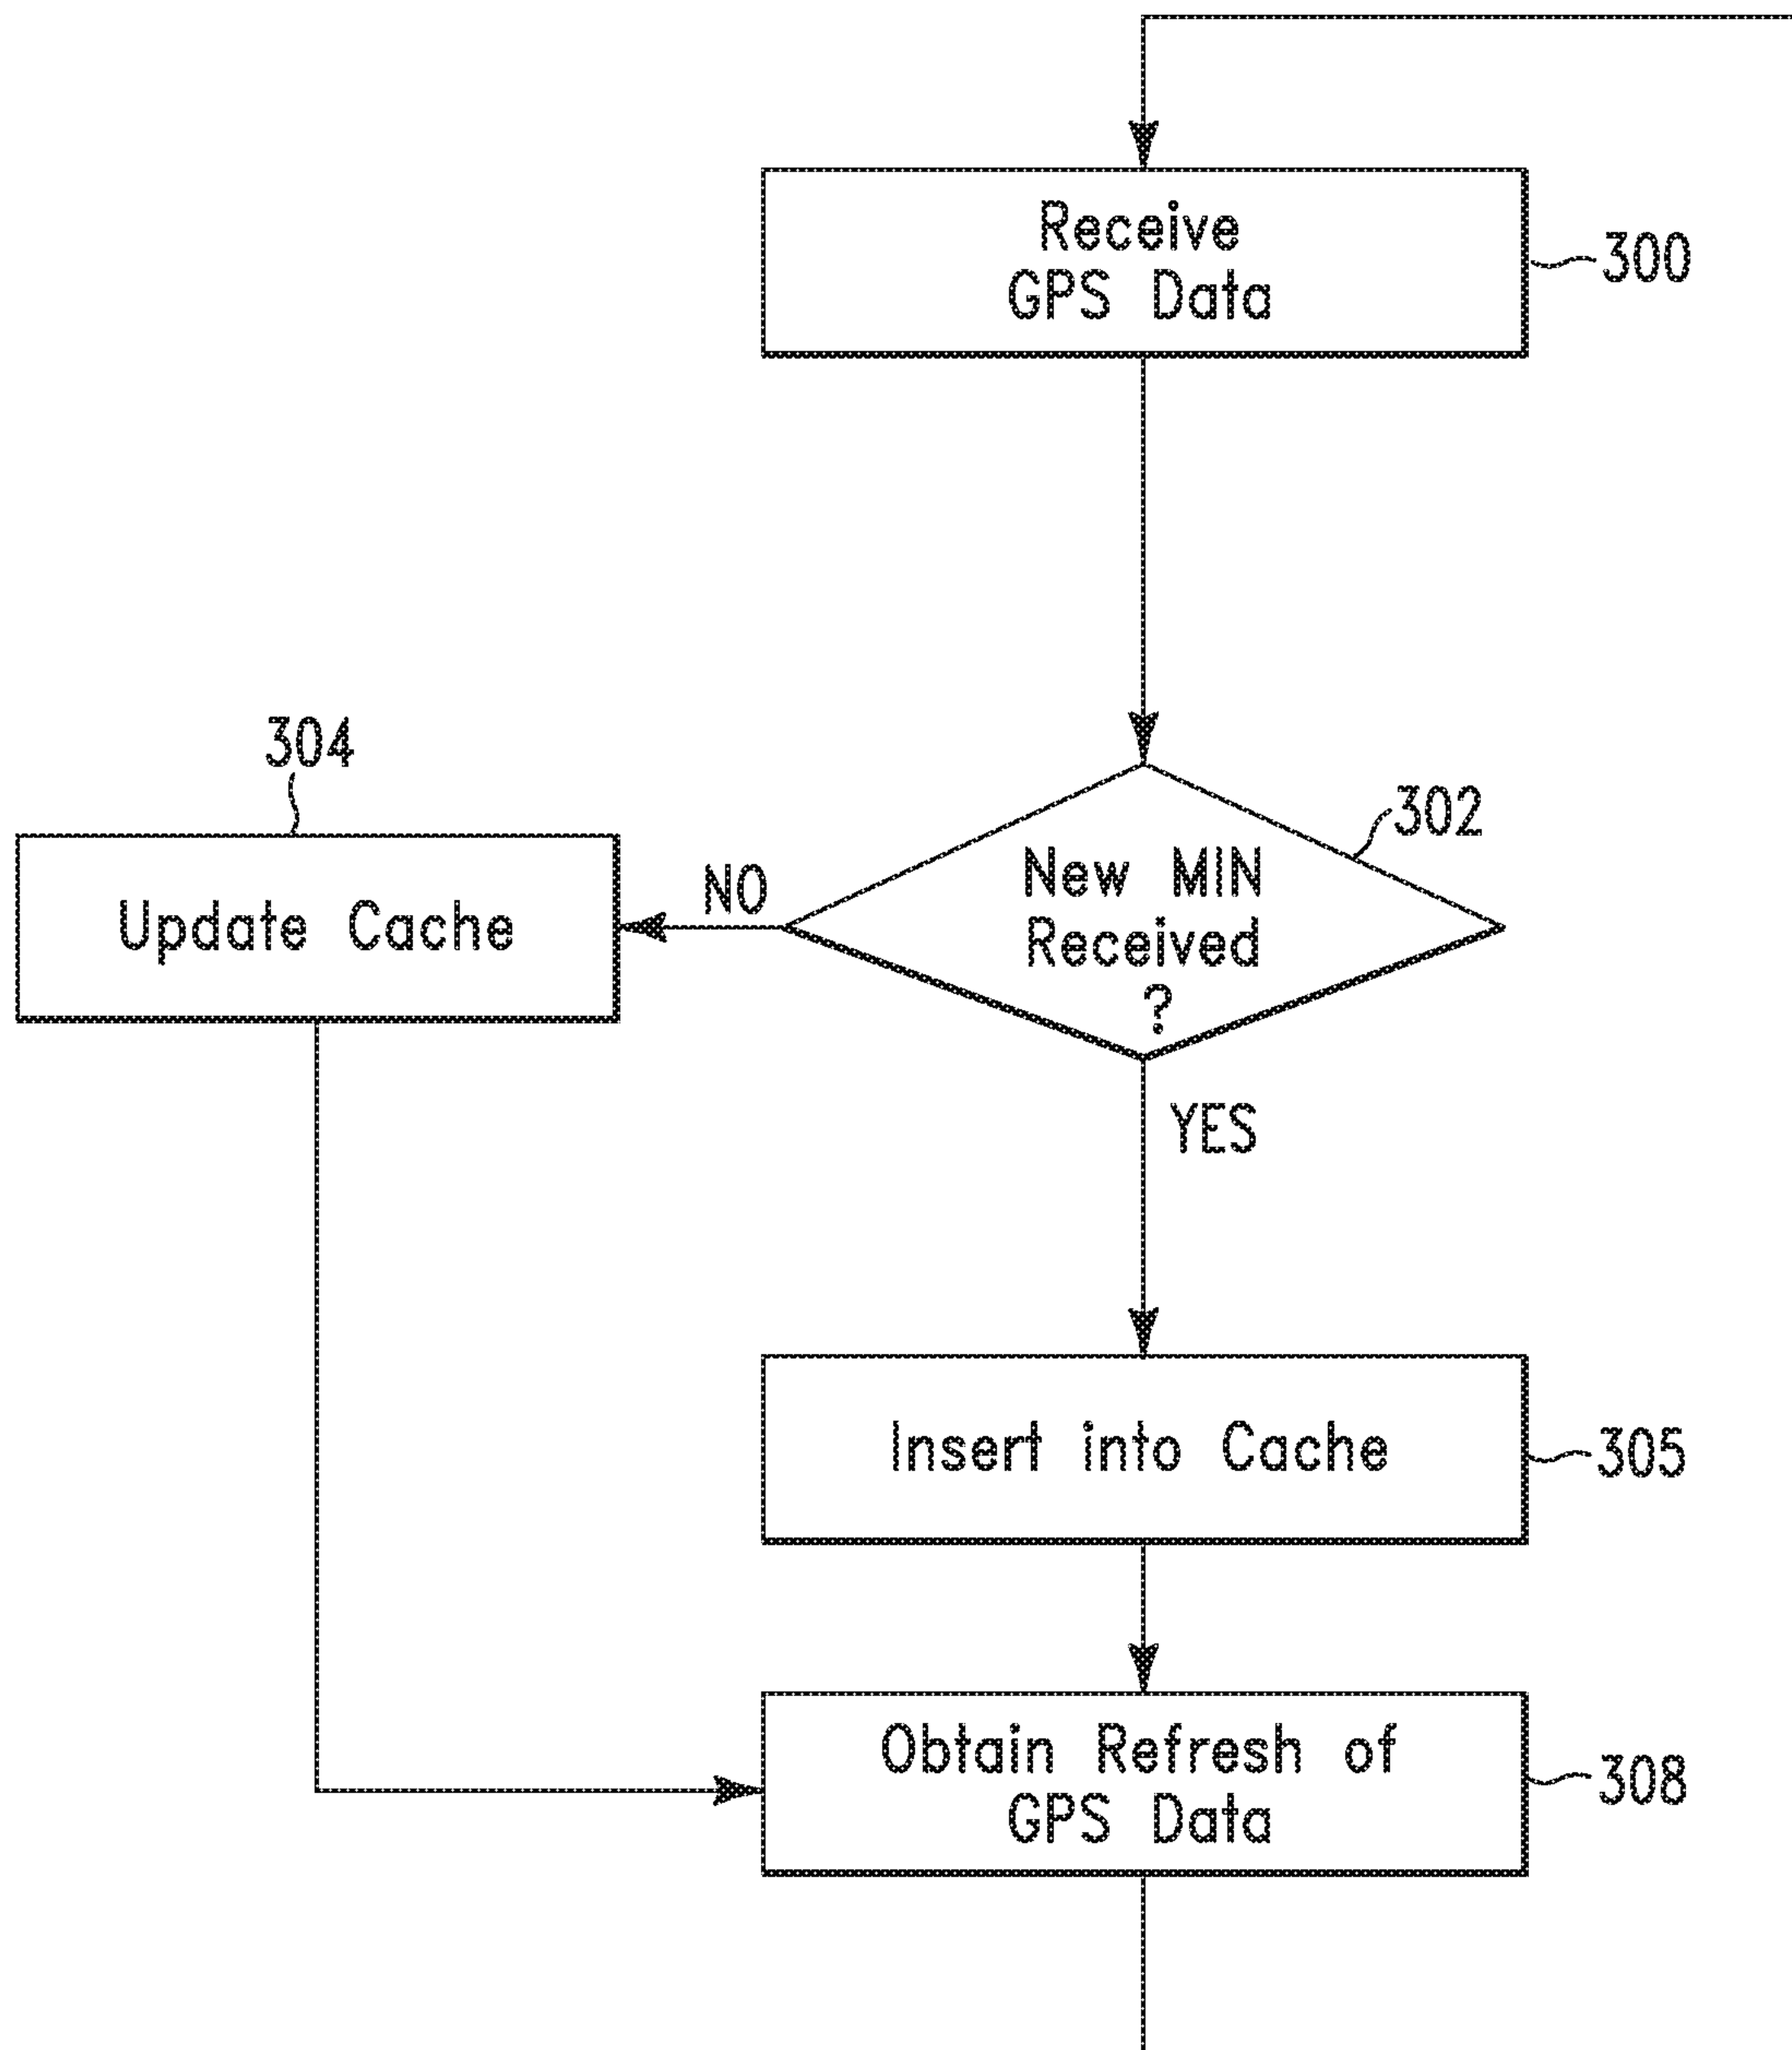 Receive
GPS Data
300
304
302
New MIN
Received
?
NO
Update Cache
YES
Insert into Cache
305
Obtain Refresh of
GPS Data
308